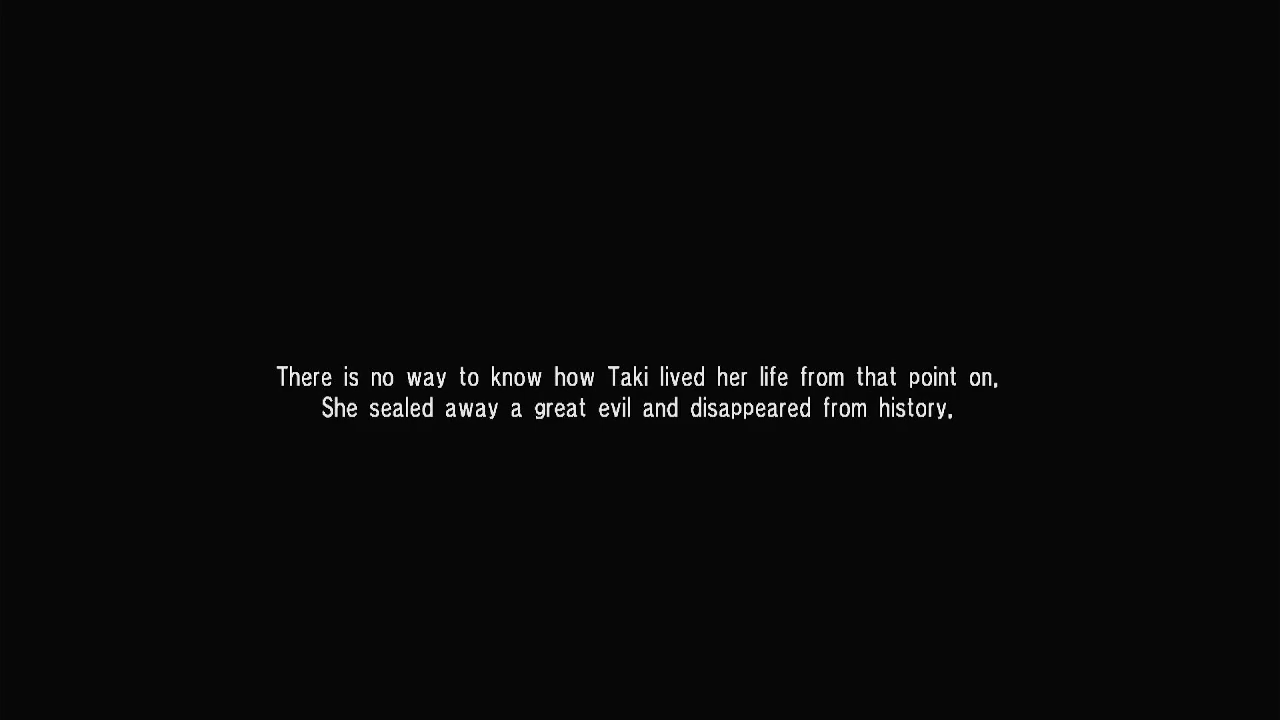 There is no way to know how Taki lived her life from that point on.
She sealed away a great evil and disappeared from history.